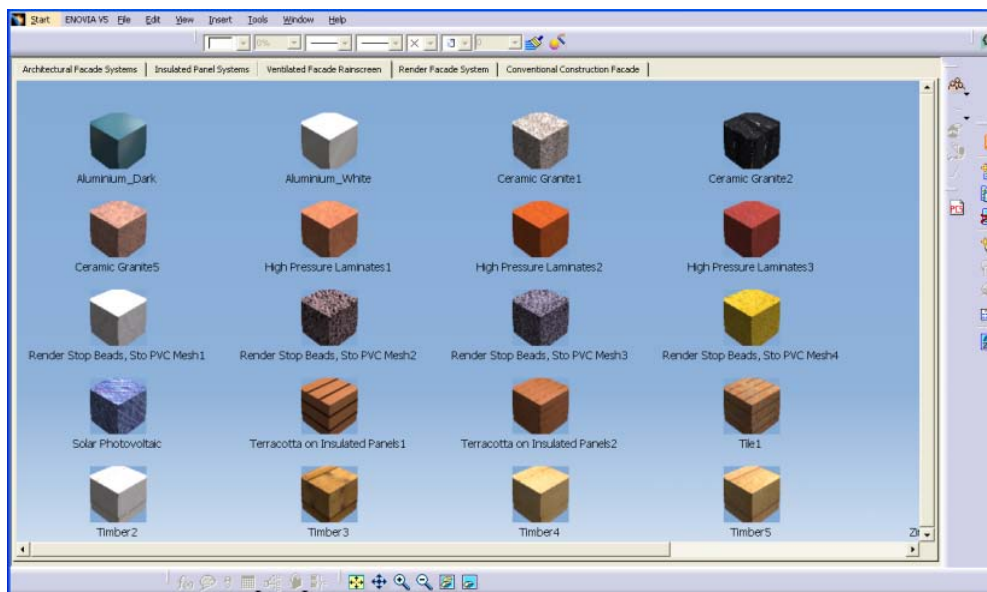 Start ENOVIA V5 File Edit View Insert Tools Window Help
0% 0
Architectural Facade Systems Insulated Panel Systems Ventilated Facade Rainscreen Render Facade System Conventional Construction Facade
Aluminium_Dark Aluminium_White Ceramic Granite1 Ceramic Granite2
Ceramic Granite5 High Pressure Laminates1 High Pressure Laminates2 High Pressure Laminates3
Render Stop Beads, Sto PVC Mesh1 Render Stop Beads, Sto PVC Mesh2 Render Stop Beads, Sto PVC Mesh3 Render Stop Beads, Sto PVC Mesh4
Solar Photovoltaic Terracotta on Insulated Panels1 Terracotta on Insulated Panels2 Tile1
Timber2 Timber3 Timber4 Timber5
f(x)